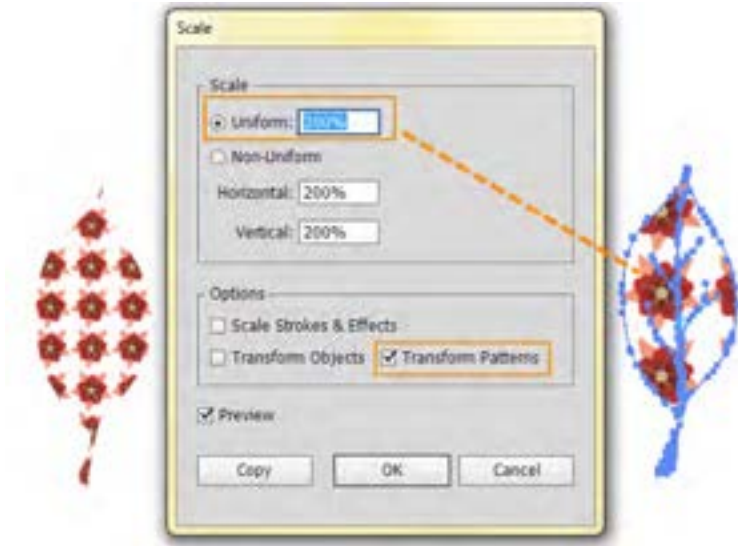 Scale
Scale
Uniform: 200%
Non-Uniform
Horizontal: 200%
Vertical: 200%
Options
Scale Strokes & Effects
Transform Objects Transform Patterns
Preview
Copy OK Cancel